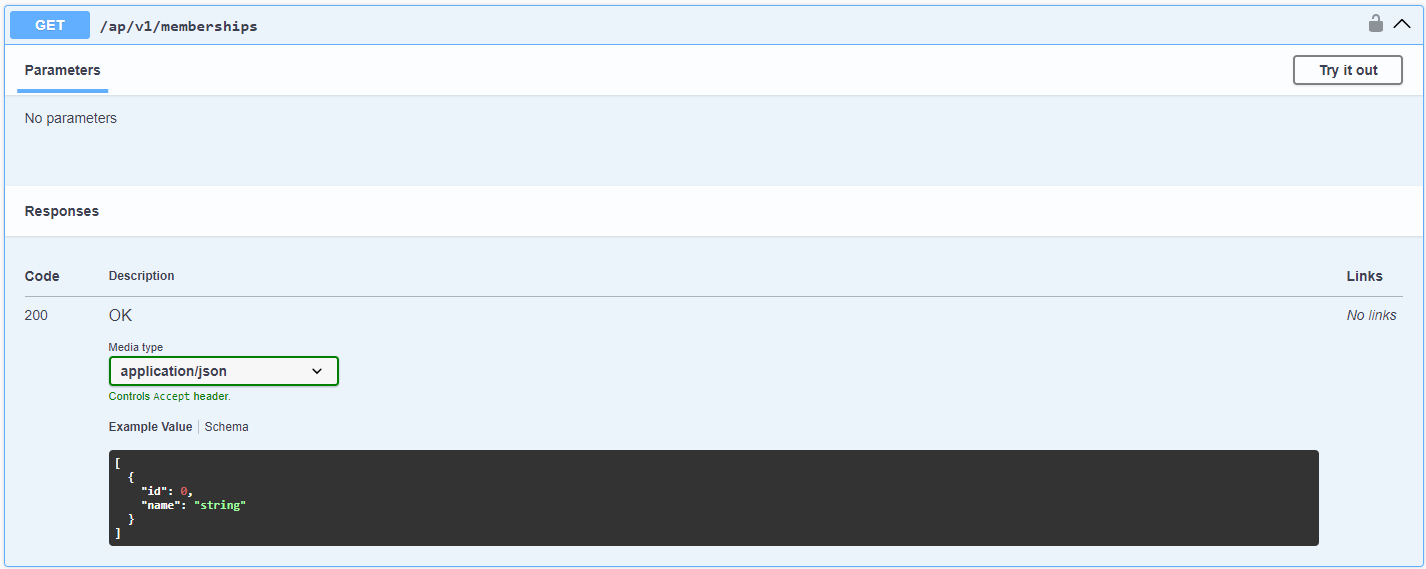 GET /ap/v1/memberships
Parameters
Try it out
No parameters
Responses
Code Description Links
200 OK No links
Media type
application/json
Controls Accept header.
Example Value Schema
[
{
"id": 0,
"name": "string"
}
]